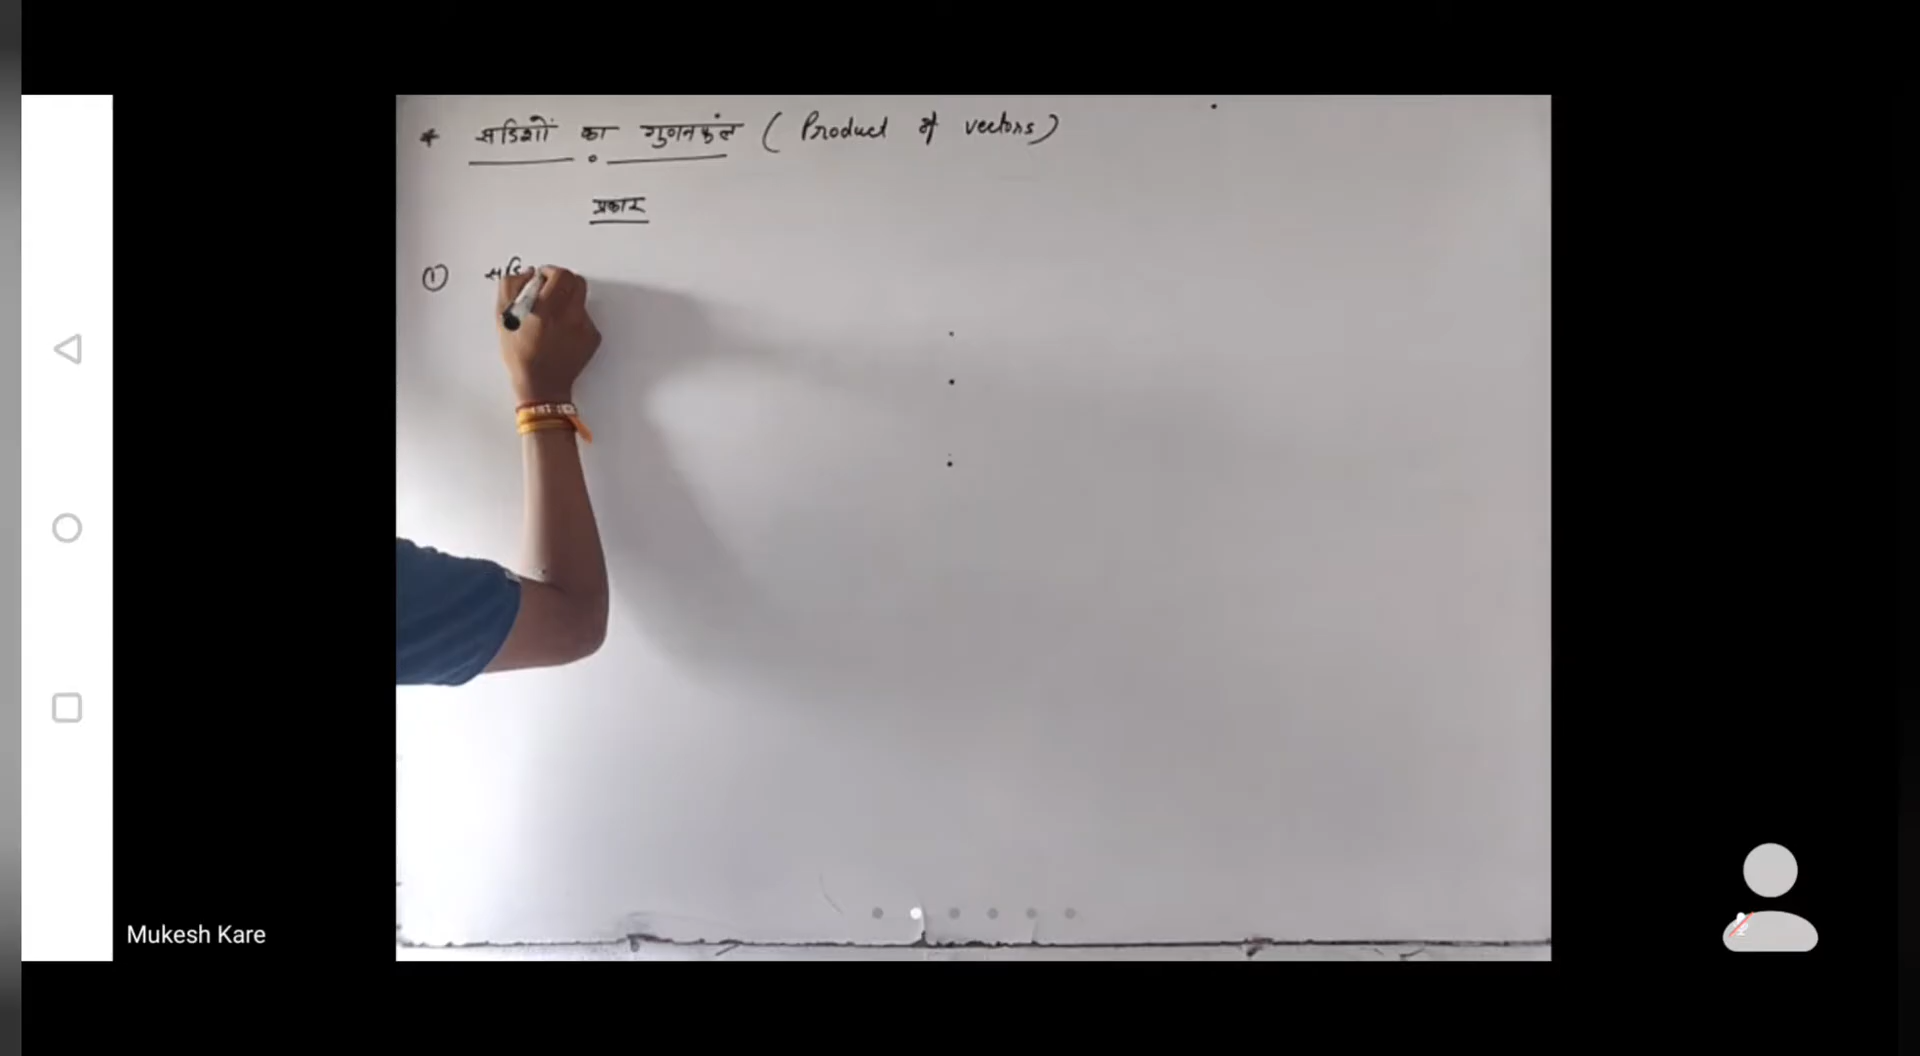 * सदिशों का गुणनफल ( Product of vectors )
प्रकार
①
Mukesh Kare